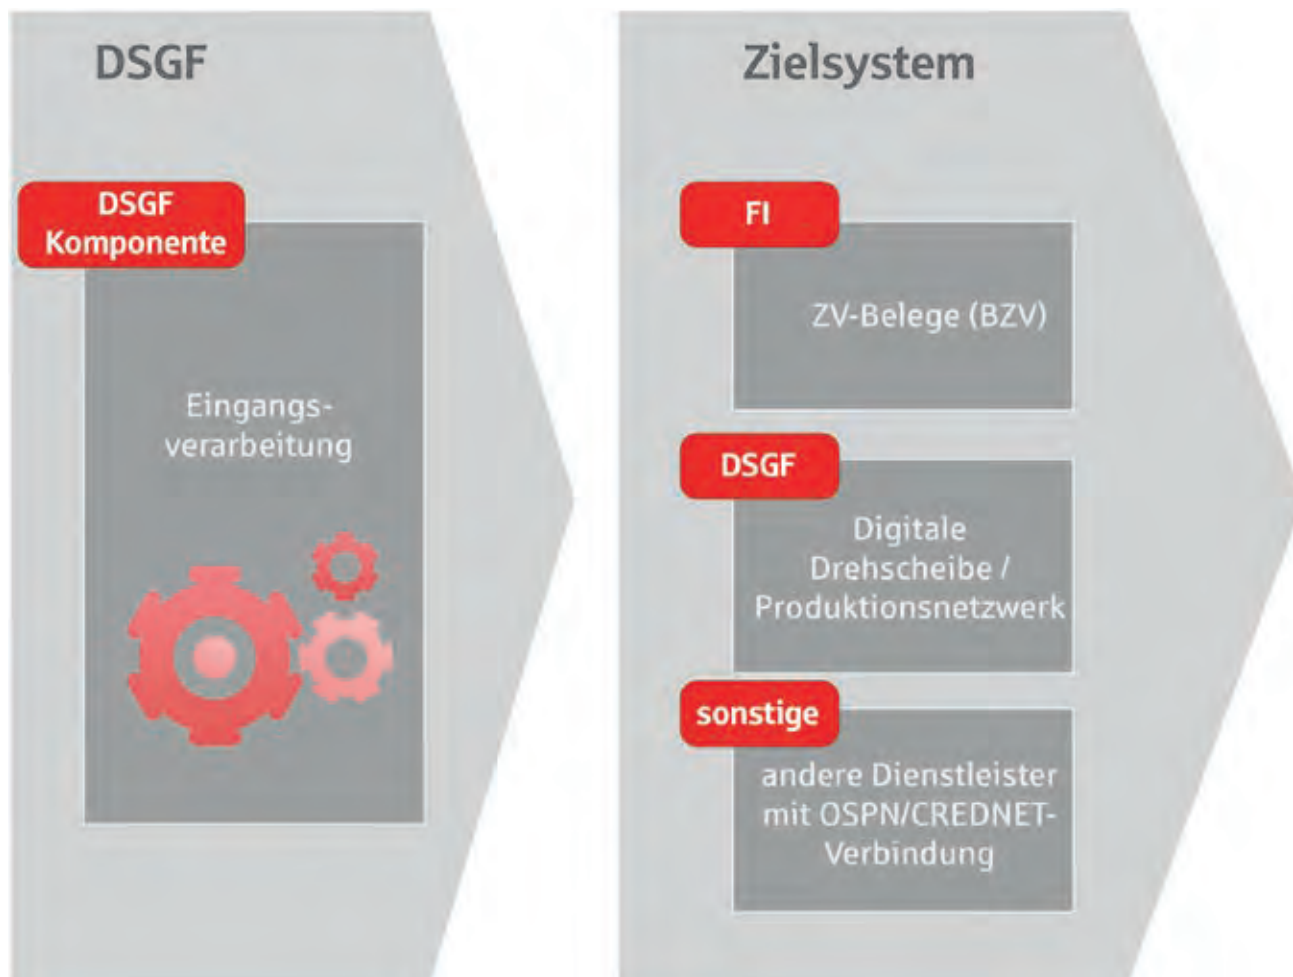 DSGF
DSGF
Komponente
Eingangs-
verarbeitung
Zielsystem
FI
ZV-Belege (BZV)
DSGF
Digitale
Drehscheibe /
Produktionsnetzwerk
sonstige
andere Dienstleister
mit OSPN/CREDNET-
Verbindung